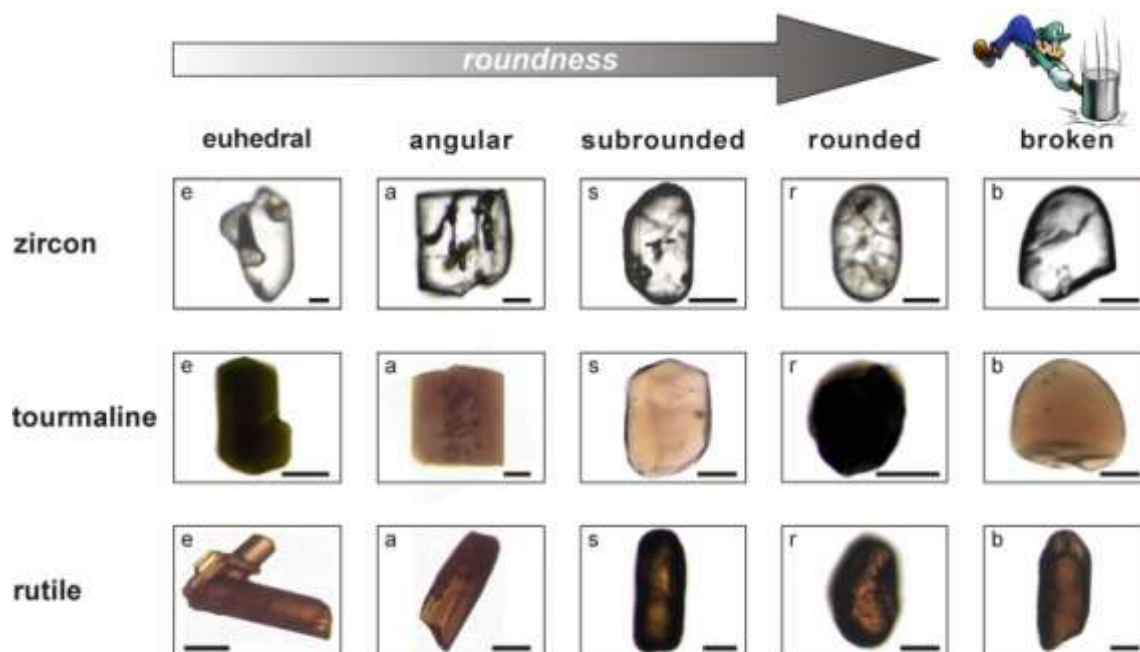 roundness
euhedral angular subrounded rounded broken
zircon
e a s r b
tourmaline
e a s r b
rutile
e a s r b